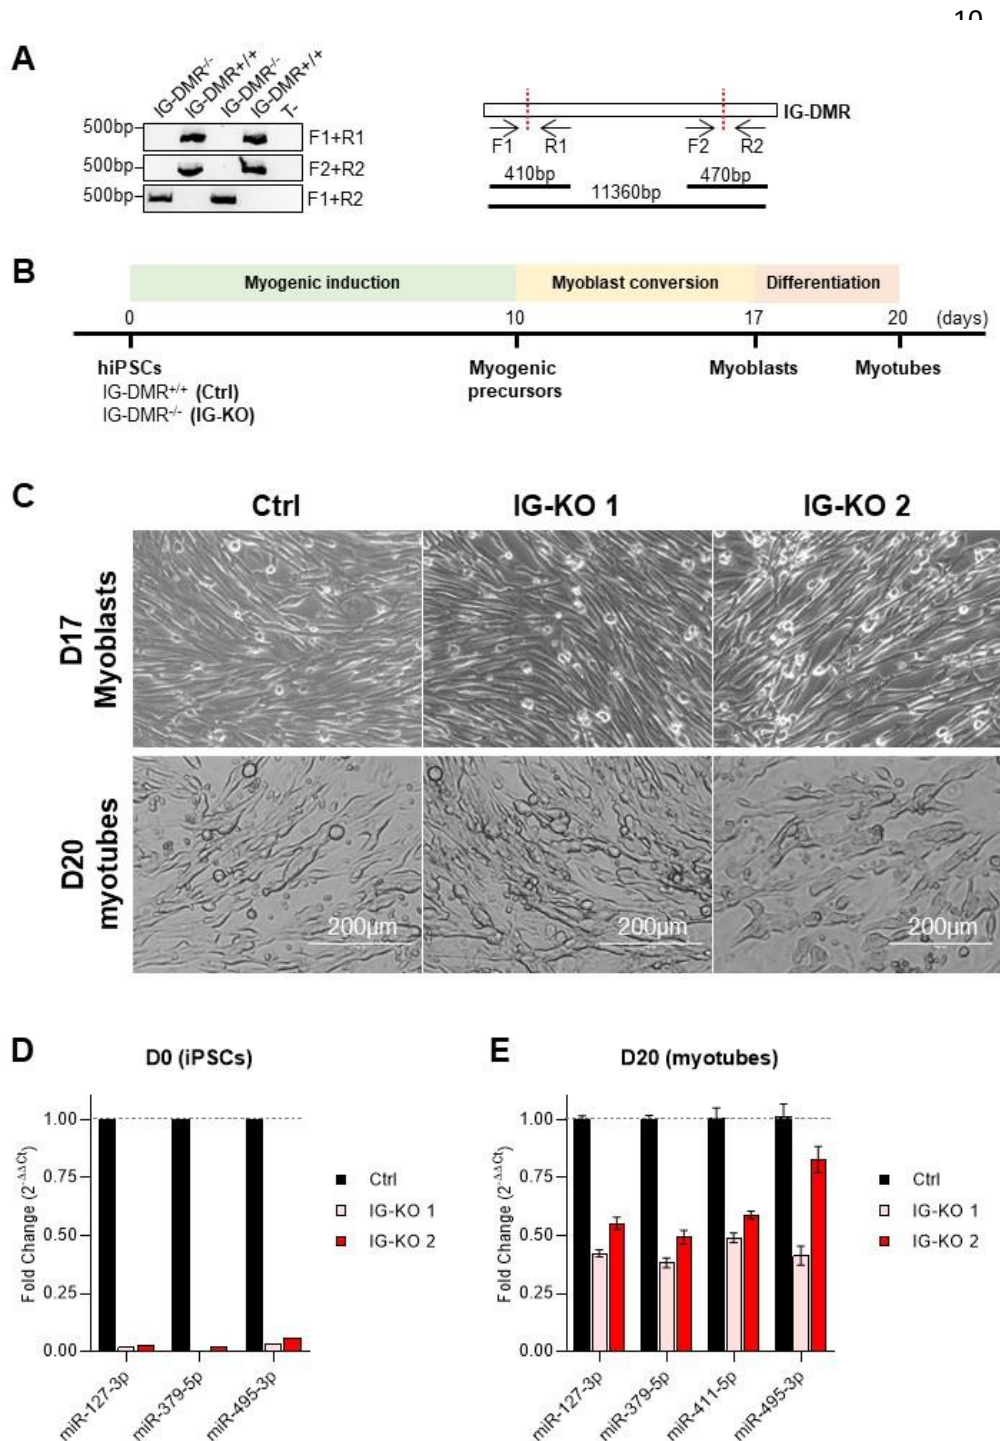 10
A
IG-DMR-/-
IG-DMR+/+
IG-DMR-/-
IG-DMR+/+
T-
500bp
F1+R1
500bp
F2+R2
500bp
F1+R2
IG-DMR
F1 R1 F2 R2
410bp 470bp
11360bp
B
Myogenic induction Myoblast conversion Differentiation
0 10 17 20 (days)
hiPSCs Myogenic precursors Myoblasts Myotubes
IG-DMR+/+ (Ctrl)
IG-DMR-/- (IG-KO)
C
Ctrl IG-KO 1 IG-KO 2
D17
Myoblasts
D20
myotubes
200µm 200µm 200µm
D
D0 (iPSCs)
Fold Change (2-ΔΔCt)
1.00
0.75
0.50
0.25
0.00
miR-127-3p
miR-379-5p
miR-495-3p
Ctrl
IG-KO 1
IG-KO 2
E
D20 (myotubes)
Fold Change (2-ΔΔCt)
1.00
0.75
0.50
0.25
0.00
miR-127-3p
miR-379-5p
miR-411-5p
miR-495-3p
Ctrl
IG-KO 1
IG-KO 2